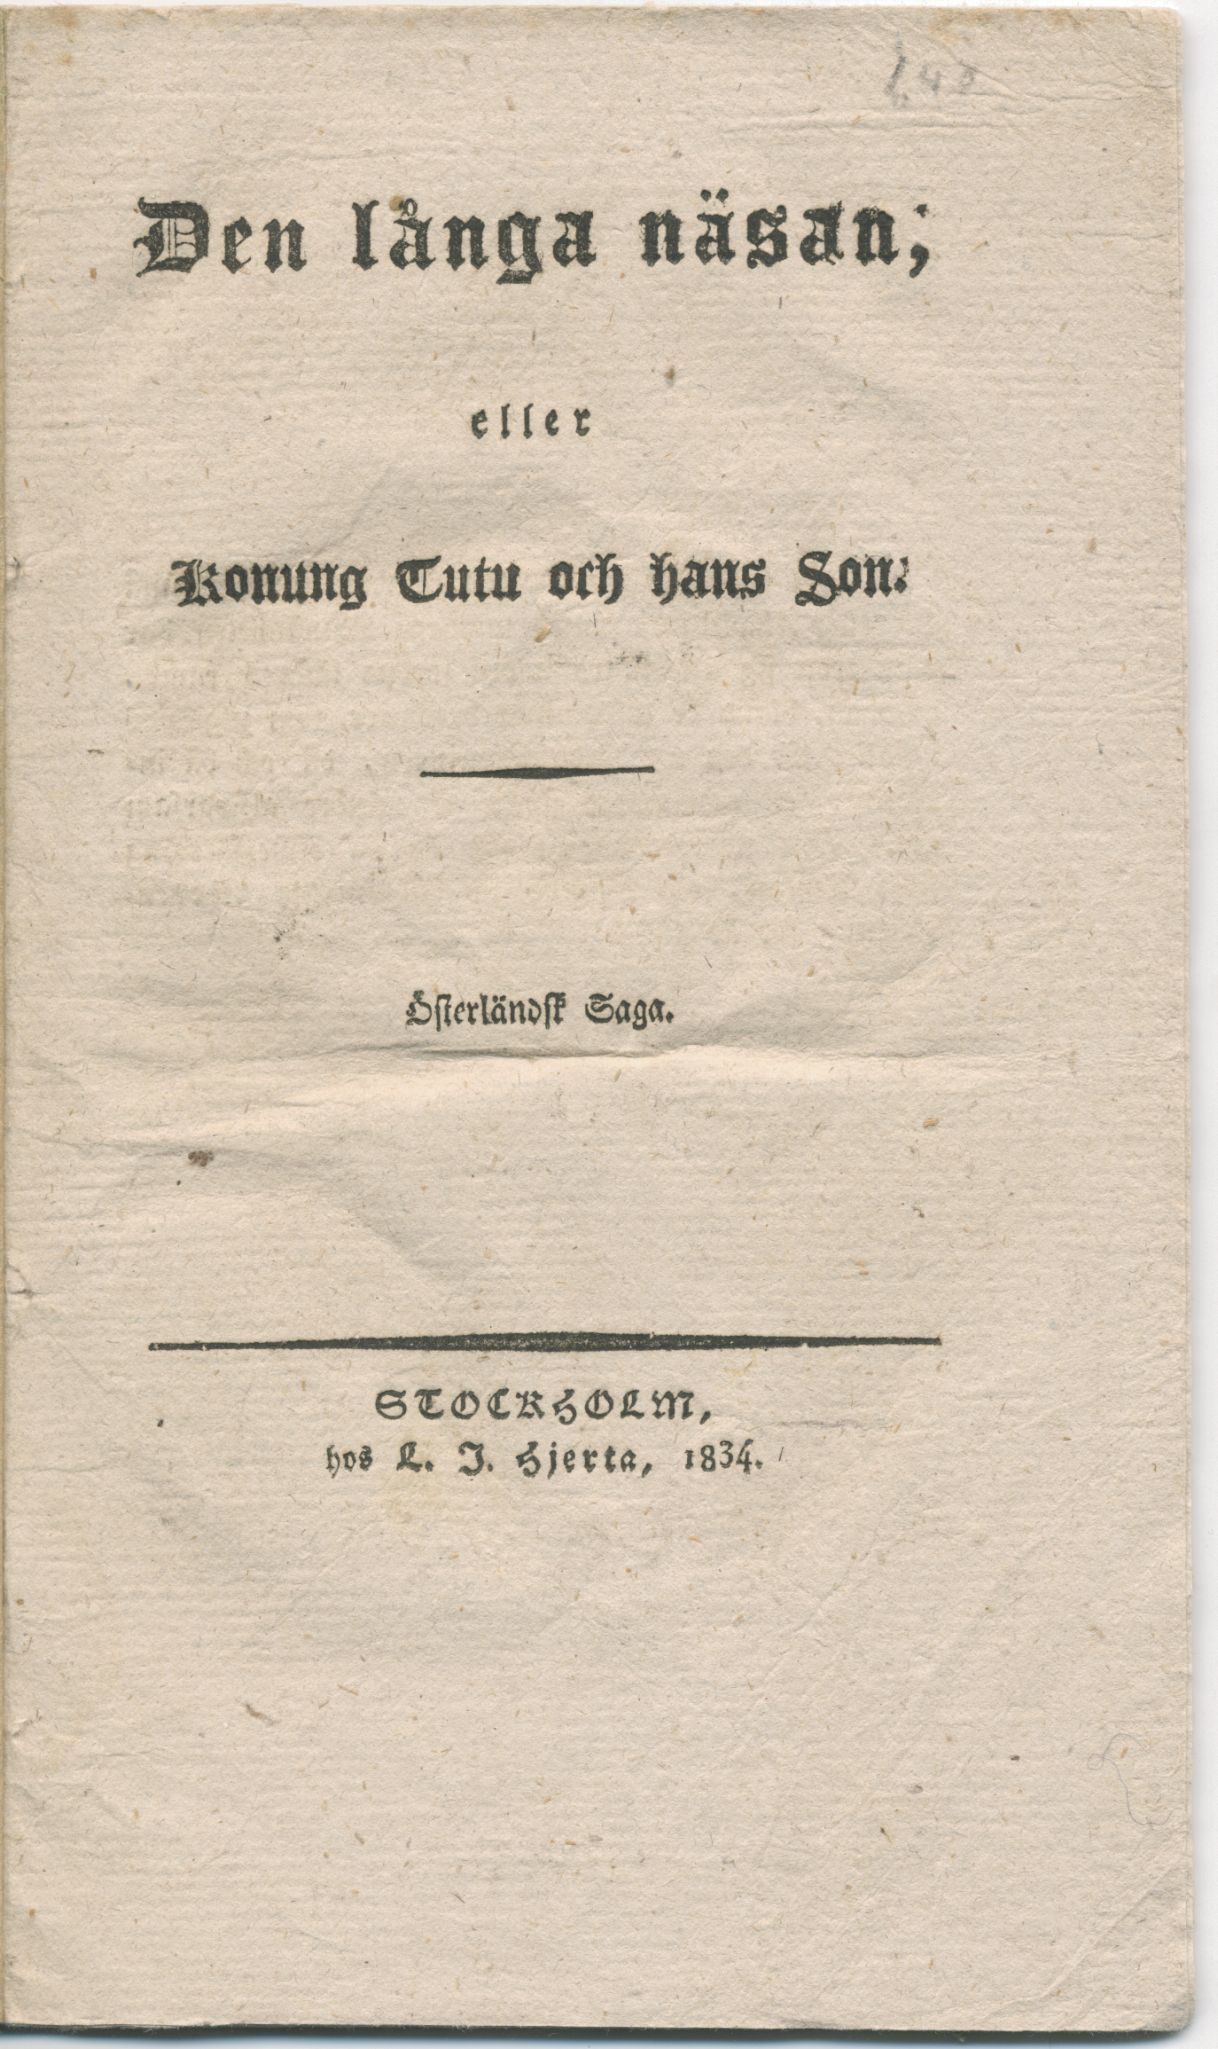 Den långa näsan;
eller
Konung Tutu och hans Son.
Österländsk Saga.
STOCKHOLM,
hos L. J. Hjerta, 1834.